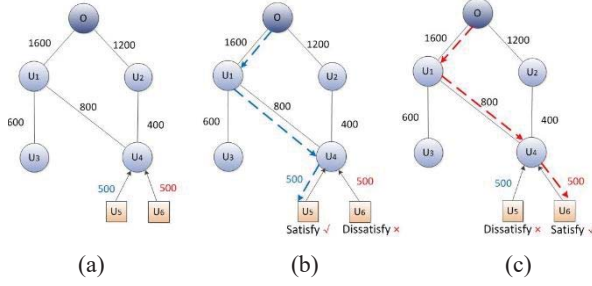 O
1600
1200
U1
U2
600
800
400
U3
U4
500
500
U5
U6
(a)
O
1600
1200
U1
U2
600
800
400
U3
U4
500
500
U5
U6
Satisfy √
Dissatisfy ×
(b)
O
1600
1200
U1
U2
600
800
400
U3
U4
500
500
U5
U6
Dissatisfy ×
Satisfy √
(c)